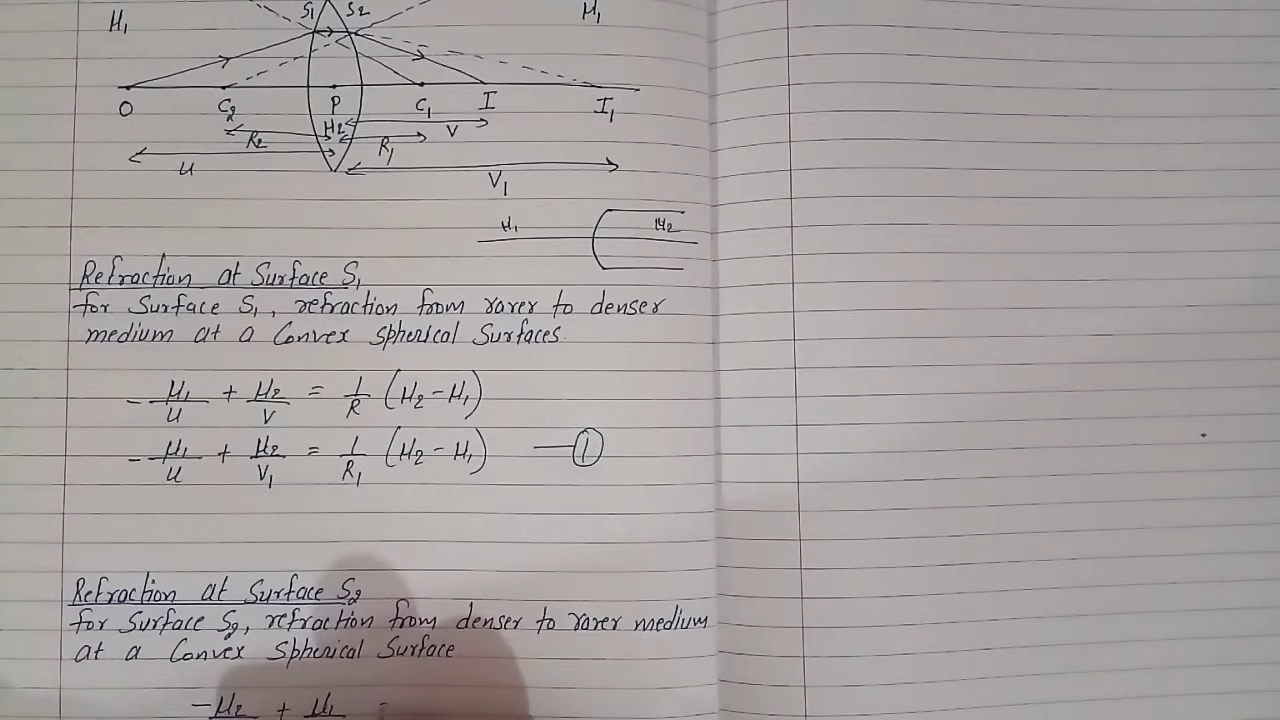 S₁ S₂
μ₁ μ₁
O C₂ P C₁ I I₁
μ₂
R₂ R₁ V
u
V₁
μ₁ μ₂
Refraction at Surface S₁
for Surface S₁, refraction from rarer to denser
medium at a Convex Spherical Surfaces.
- μ₁/u + μ₂/V = 1/R (μ₂ - μ₁)
- μ₁/u + μ₂/V₁ = 1/R₁ (μ₂ - μ₁) — ①
Refraction at Surface S₂
for Surface S₂, refraction from denser to rarer medium
at a Convex Spherical Surface
- μ₂ + μ₁ =